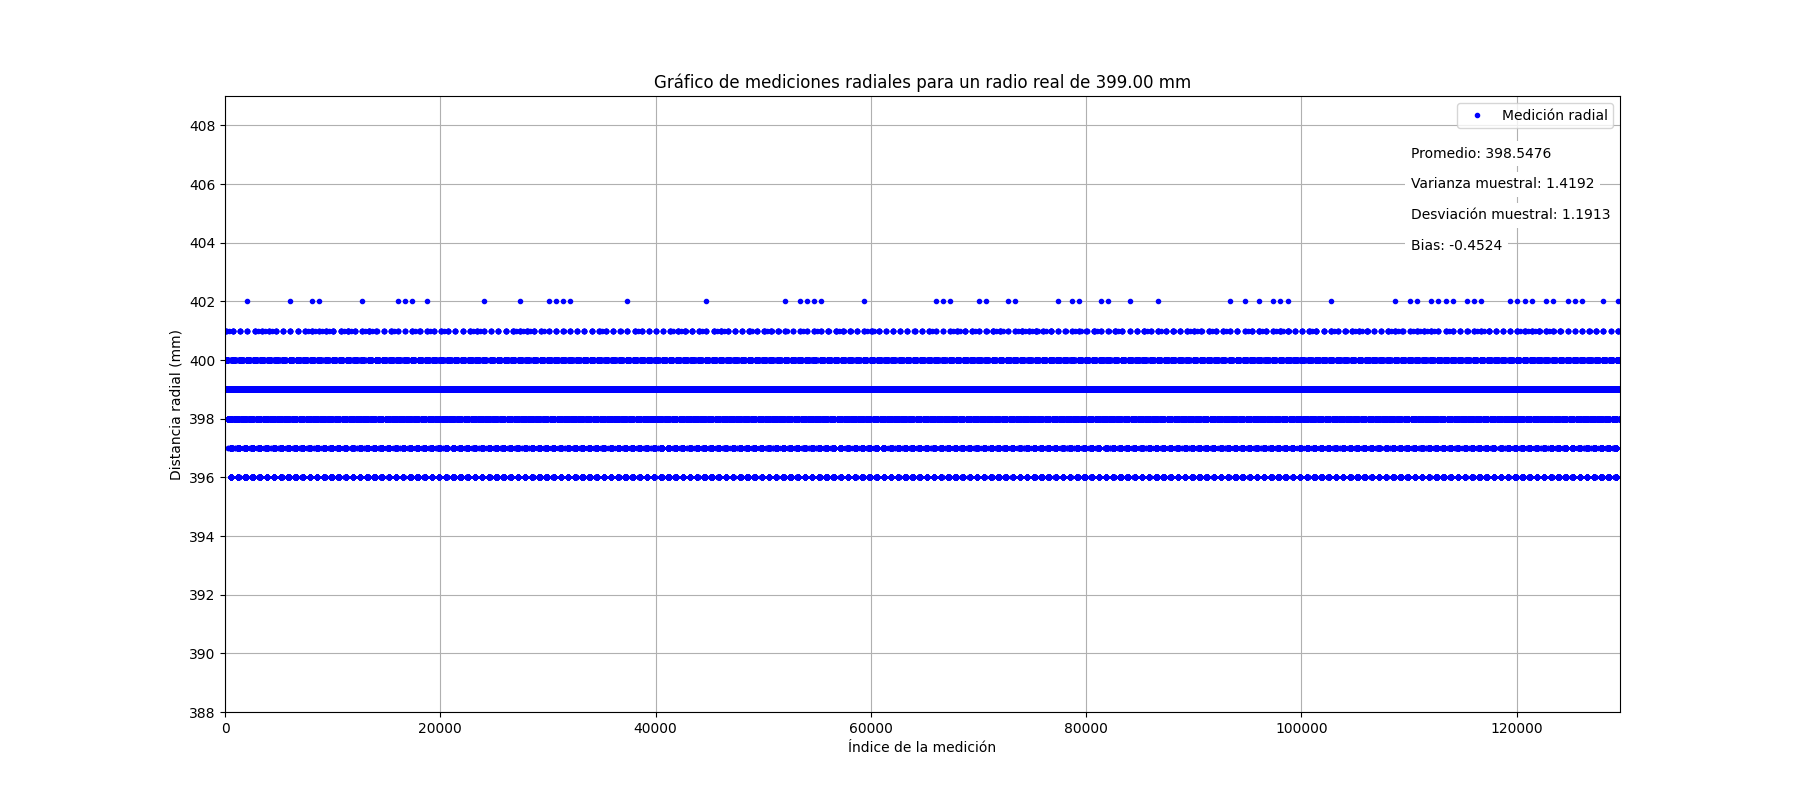 Gráfico de mediciones radiales para un radio real de 399.00 mm
Medición radial
Promedio: 398.5476
Varianza muestral: 1.4192
Desviación muestral: 1.1913
Bias: -0.4524
Distancia radial (mm)
408
406
404
402
400
398
396
394
392
390
388
0 20000 40000 60000 80000 100000 120000
Índice de la medición